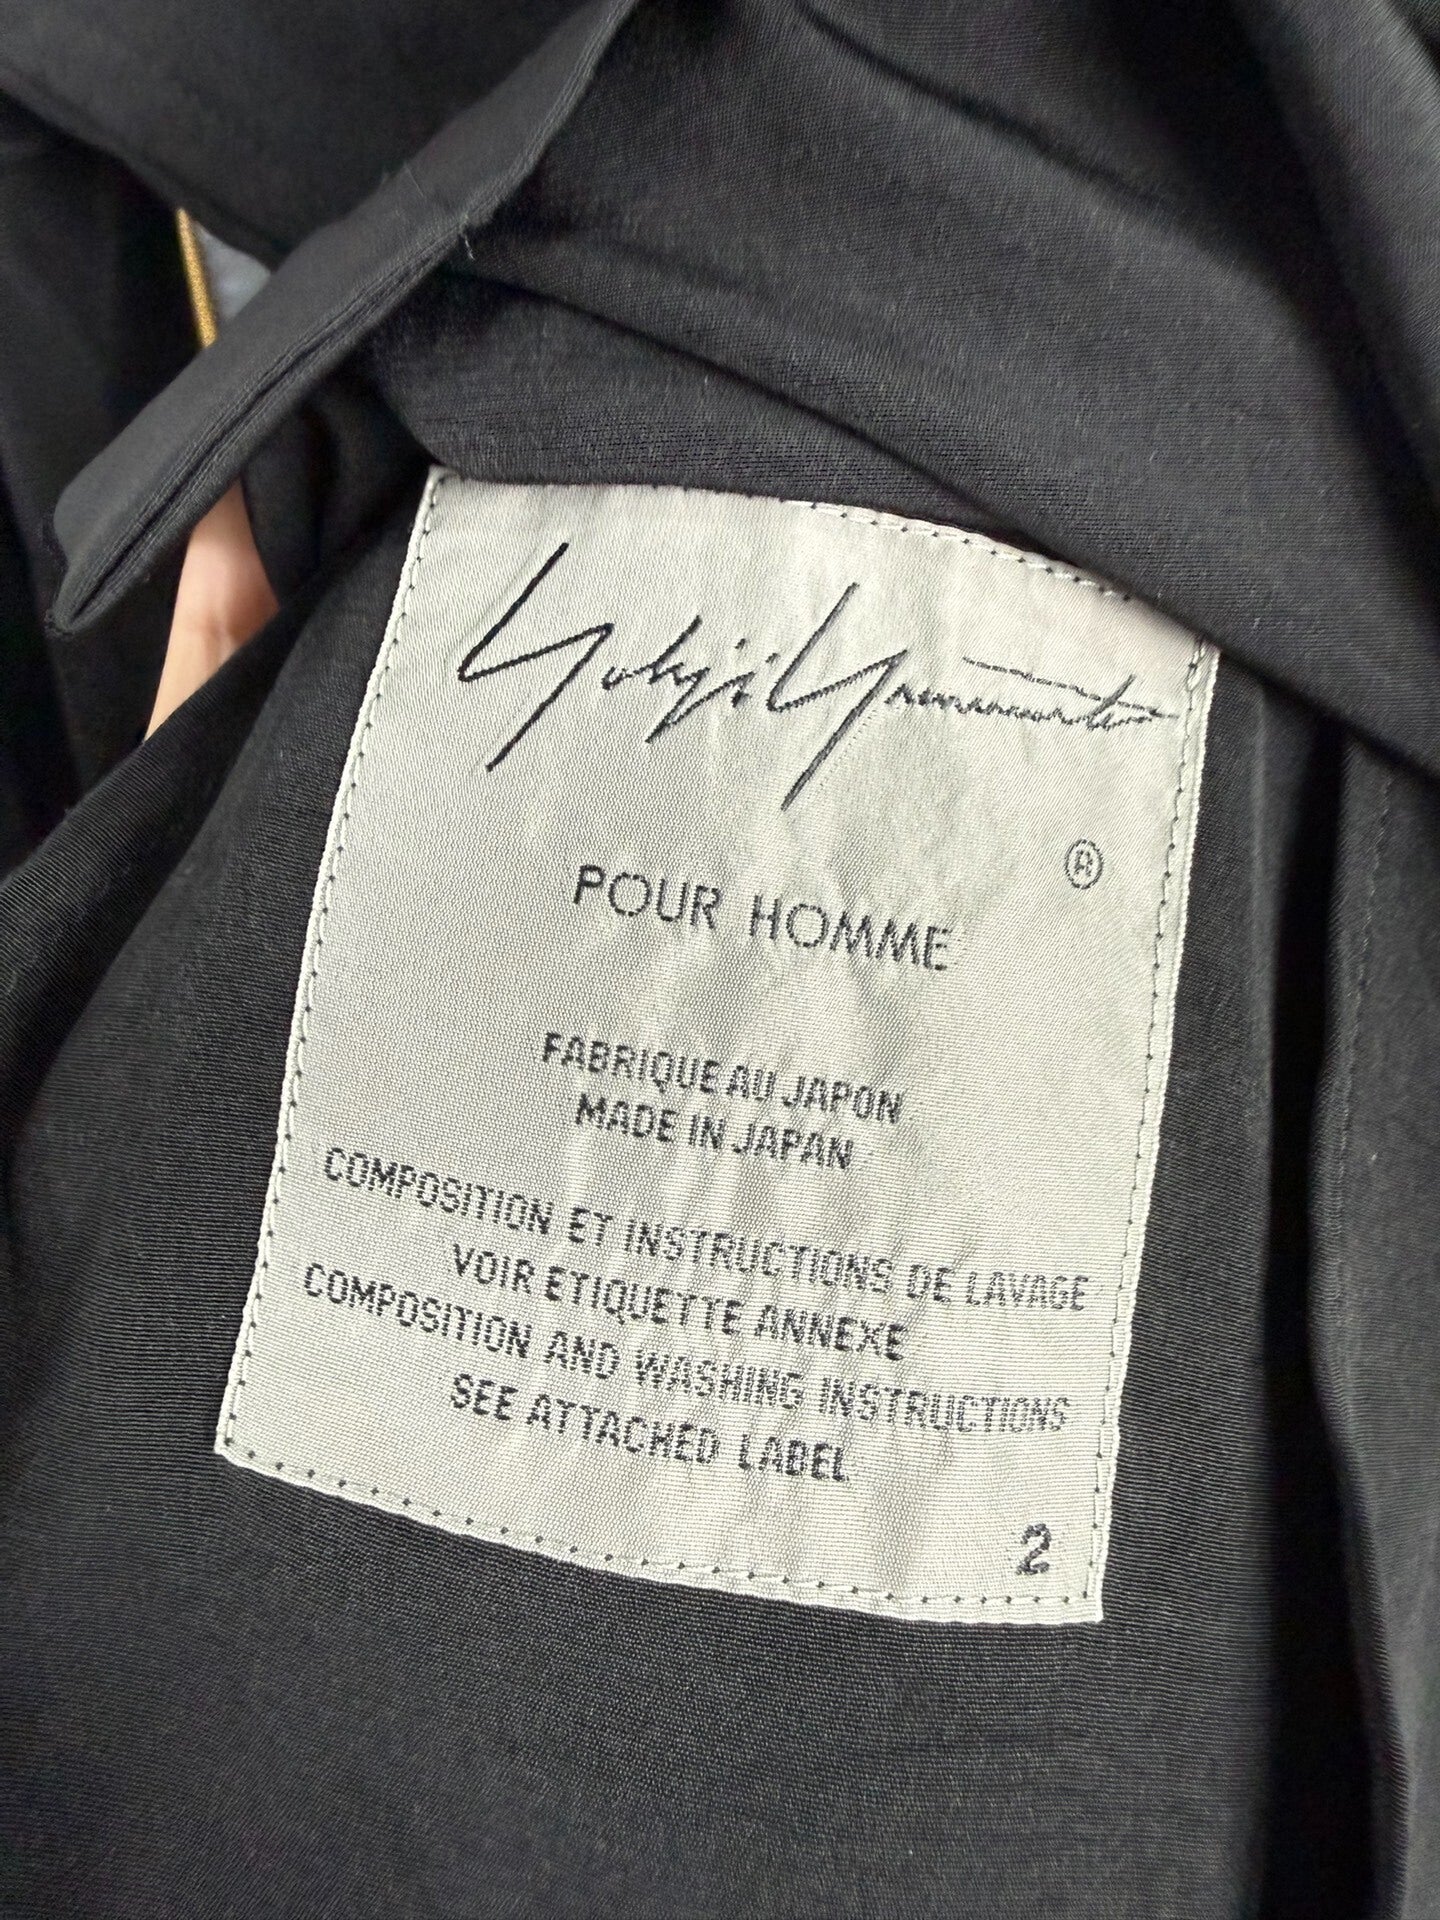 Yohji Yamamoto
®
POUR HOMME
FABRIQUE AU JAPON
MADE IN JAPAN
COMPOSITION ET INSTRUCTIONS DE LAVAGE
VOIR ETIQUETTE ANNEXE
COMPOSITION AND WASHING INSTRUCTIONS
SEE ATTACHED LABEL
2